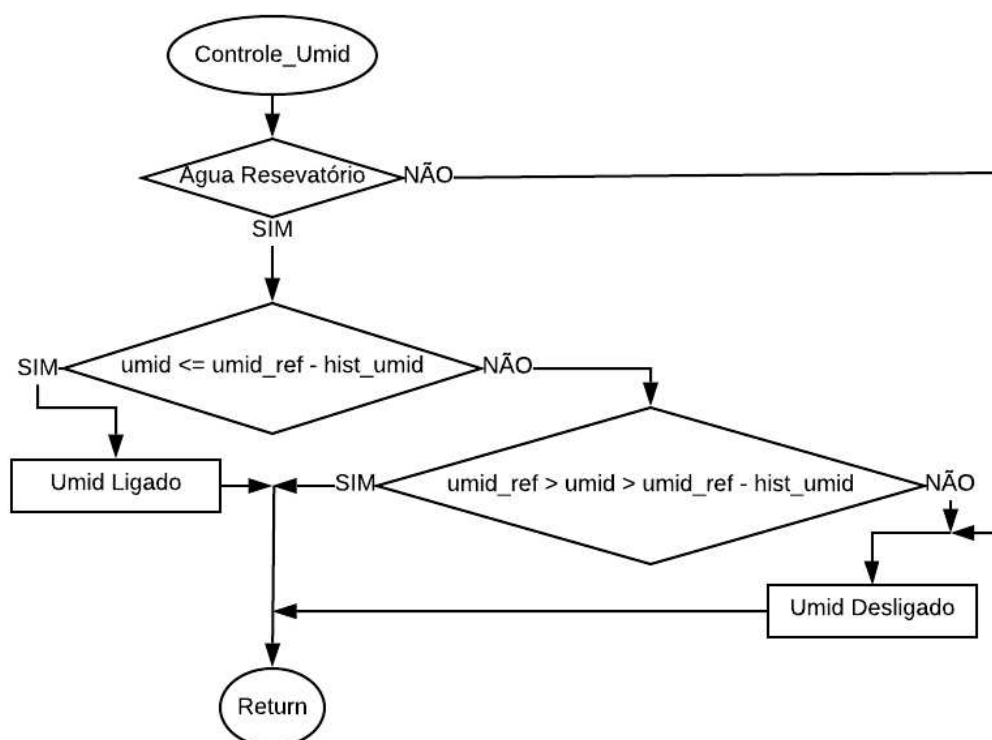 Controle_Umid
Água Resevatório
NÃO
SIM
SIM
umid <= umid_ref - hist_umid
NÃO
Umid Ligado
SIM
umid_ref > umid > umid_ref - hist_umid
NÃO
Umid Desligado
Return